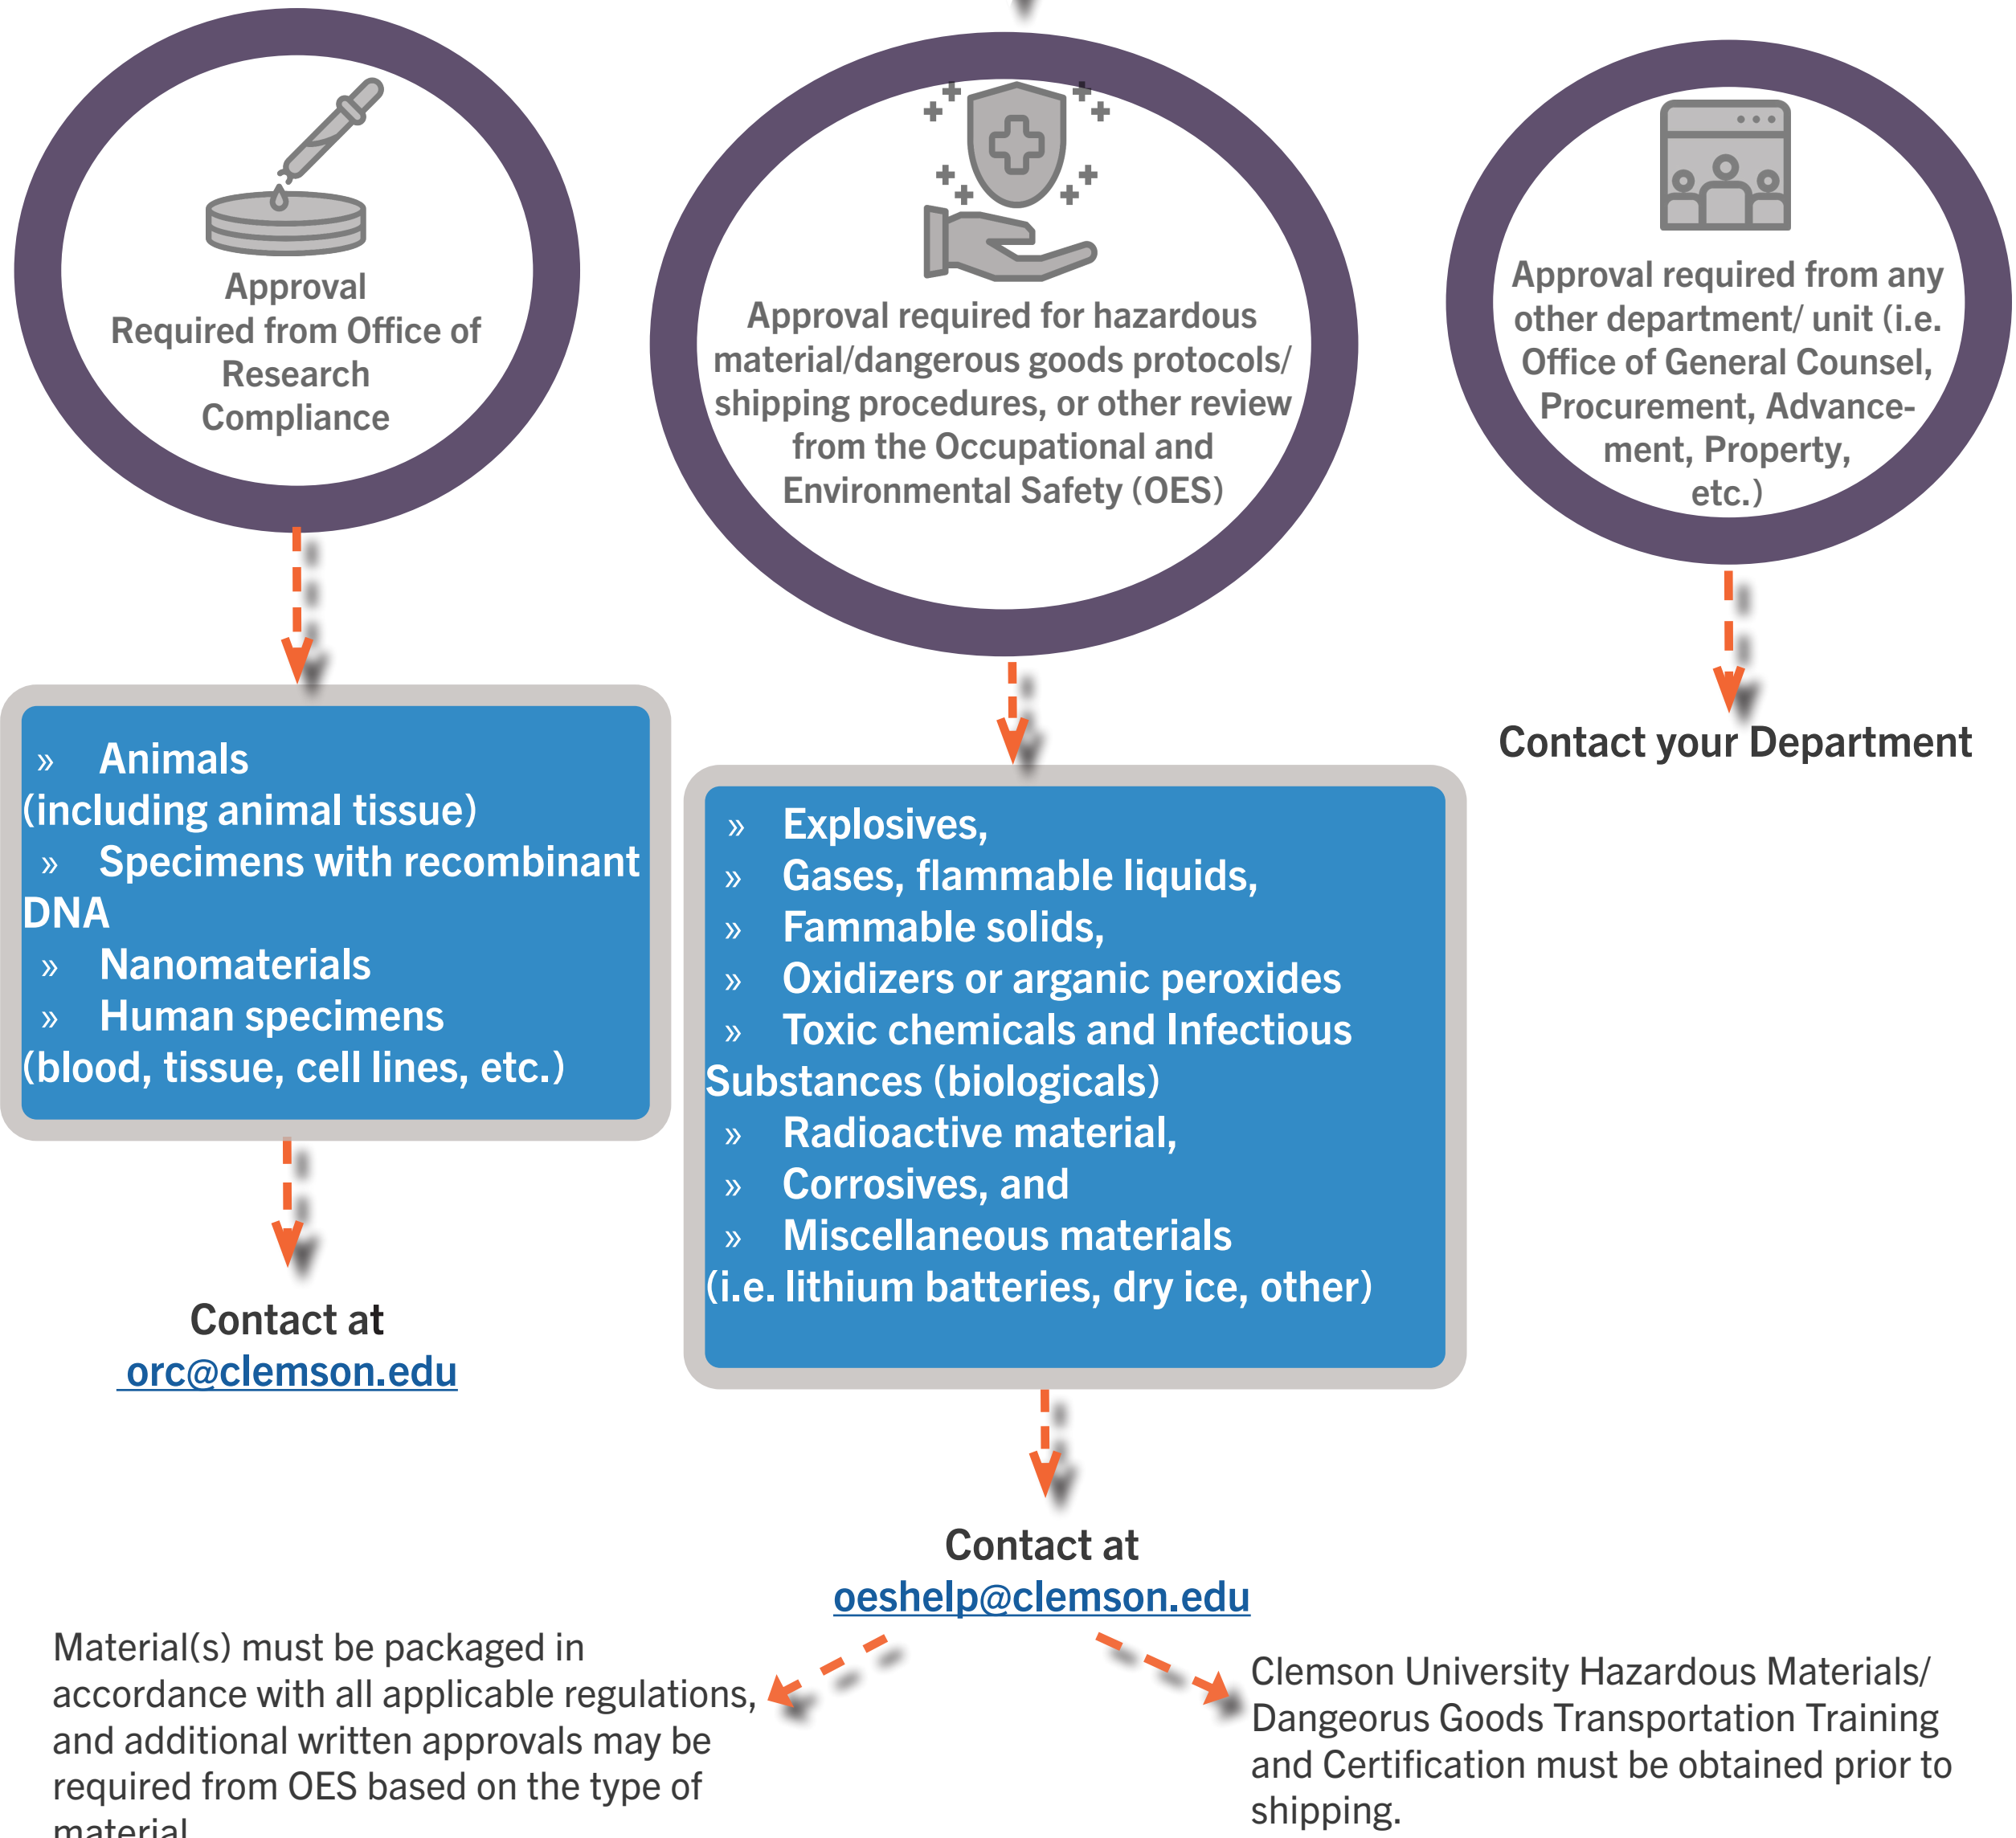 Approval
Required from Office of
Research
Compliance
Approval required for hazardous
material/dangerous goods protocols/
shipping procedures, or other review
from the Occupational and
Environmental Safety (OES)
Approval required from any
other department/ unit (i.e.
Office of General Counsel,
Procurement, Advance-
ment, Property,
etc.)
» Animals
(including animal tissue)
» Specimens with recombinant
DNA
» Nanomaterials
» Human specimens
(blood, tissue, cell lines, etc.)
Contact at
orc@clemson.edu
» Explosives,
» Gases, flammable liquids,
» Fammable solids,
» Oxidizers or arganic peroxides
» Toxic chemicals and Infectious
Substances (biologicals)
» Radioactive material,
» Corrosives, and
» Miscellaneous materials
(i.e. lithium batteries, dry ice, other)
Contact your Department
Contact at
oeshelp@clemson.edu
Material(s) must be packaged in
accordance with all applicable regulations,
and additional written approvals may be
required from OES based on the type of
material
Clemson University Hazardous Materials/
Dangeorus Goods Transportation Training
and Certification must be obtained prior to
shipping.